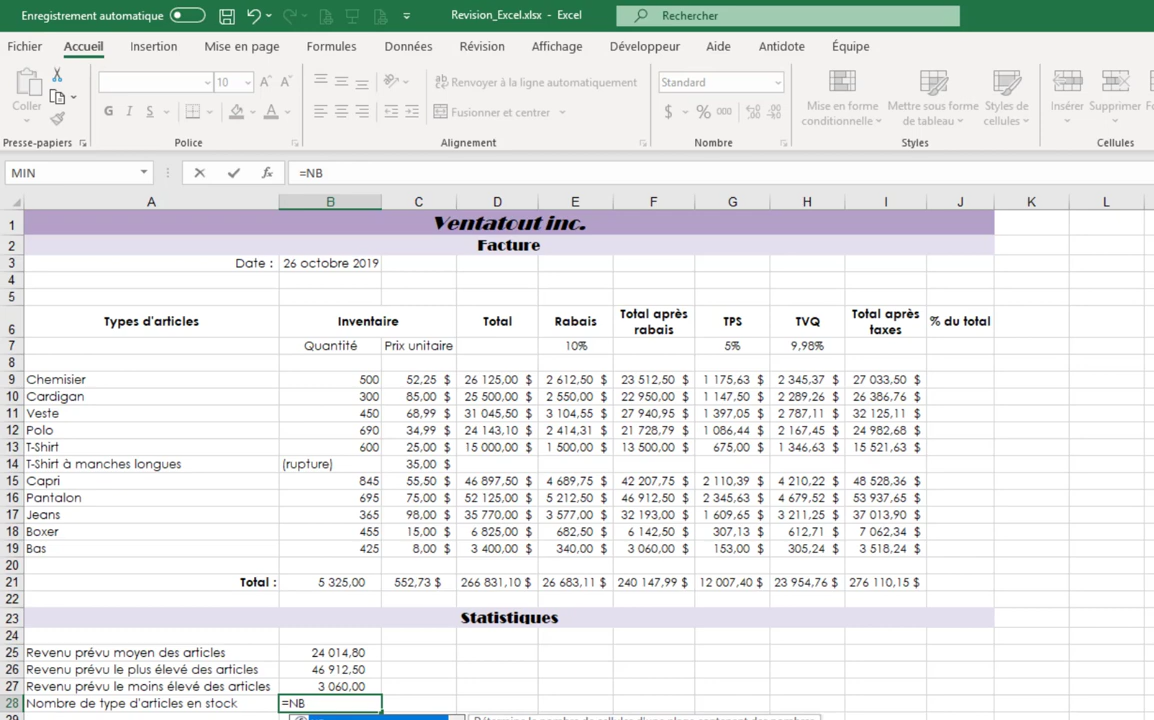 Enregistrement automatique Revision_Excel.xlsx - Excel Rechercher
Fichier Accueil Insertion Mise en page Formules Données Révision Affichage Développeur Aide Antidote Équipe
Coller 10 A A Renvoyer à la ligne automatiquement Standard Mise en forme conditionnelle Mettre sous forme de tableau Styles de cellules Insérer Supprimer
G I S A Fusionner et centrer $ % 000
Presse-papiers Police Alignement Nombre Styles Cellules
MIN fx =NB
A B C D E F G H I J K L
1 Ventatout inc.
2 Facture
3 Date : 26 octobre 2019
4
5
6 Types d'articles Inventaire Total Rabais Total après rabais TPS TVQ Total après taxes % du total
7 Quantité Prix unitaire 10% 5% 9,98%
8
9 Chemisier 500 52,25 $ 26 125,00 $ 2 612,50 $ 23 512,50 $ 1 175,63 $ 2 345,37 $ 27 033,50 $
10 Cardigan 300 85,00 $ 25 500,00 $ 2 550,00 $ 22 950,00 $ 1 147,50 $ 2 289,26 $ 26 386,76 $
11 Veste 450 68,99 $ 31 045,50 $ 3 104,55 $ 27 940,95 $ 1 397,05 $ 2 787,11 $ 32 125,11 $
12 Polo 690 34,99 $ 24 143,10 $ 2 414,31 $ 21 728,79 $ 1 086,44 $ 2 167,45 $ 24 982,68 $
13 T-Shirt 600 25,00 $ 15 000,00 $ 1 500,00 $ 13 500,00 $ 675,00 $ 1 346,63 $ 15 521,63 $
14 T-Shirt à manches longues (rupture) 35,00 $
15 Capri 845 55,50 $ 46 897,50 $ 4 689,75 $ 42 207,75 $ 2 110,39 $ 4 210,22 $ 48 528,36 $
16 Pantalon 695 75,00 $ 52 125,00 $ 5 212,50 $ 46 912,50 $ 2 345,63 $ 4 679,52 $ 53 937,65 $
17 Jeans 365 98,00 $ 35 770,00 $ 3 577,00 $ 32 193,00 $ 1 609,65 $ 3 211,25 $ 37 013,90 $
18 Boxer 455 15,00 $ 6 825,00 $ 682,50 $ 6 142,50 $ 307,13 $ 612,71 $ 7 062,34 $
19 Bas 425 8,00 $ 3 400,00 $ 340,00 $ 3 060,00 $ 153,00 $ 305,24 $ 3 518,24 $
20
21 Total : 5 325,00 552,73 $ 266 831,10 $ 26 683,11 $ 240 147,99 $ 12 007,40 $ 23 954,76 $ 276 110,15 $
22
23 Statistiques
24
25 Revenu prévu moyen des articles 24 014,80
26 Revenu prévu le plus élevé des articles 46 912,50
27 Revenu prévu le moins élevé des articles 3 060,00
28 Nombre de type d'articles en stock =NB